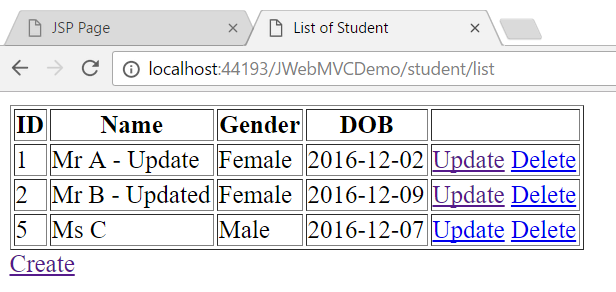 JSP Page List of Student
localhost:44193/JWebMVCDemo/student/list
ID Name Gender DOB
1 Mr A - Update Female 2016-12-02 Update Delete
2 Mr B - Updated Female 2016-12-09 Update Delete
5 Ms C Male 2016-12-07 Update Delete
Create